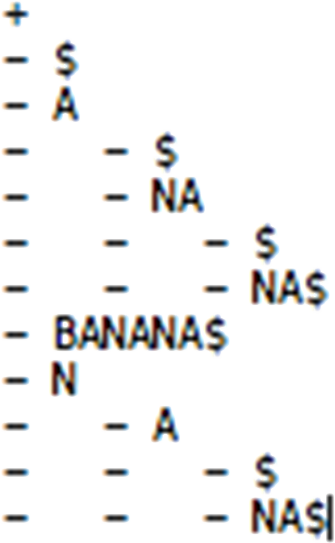 +
- $
- A
-    - $
-    - NA
-    -    - $
-    -    - NA$
- BANANA$
- N
-    - A
-    -    - $
-    -    - NA$